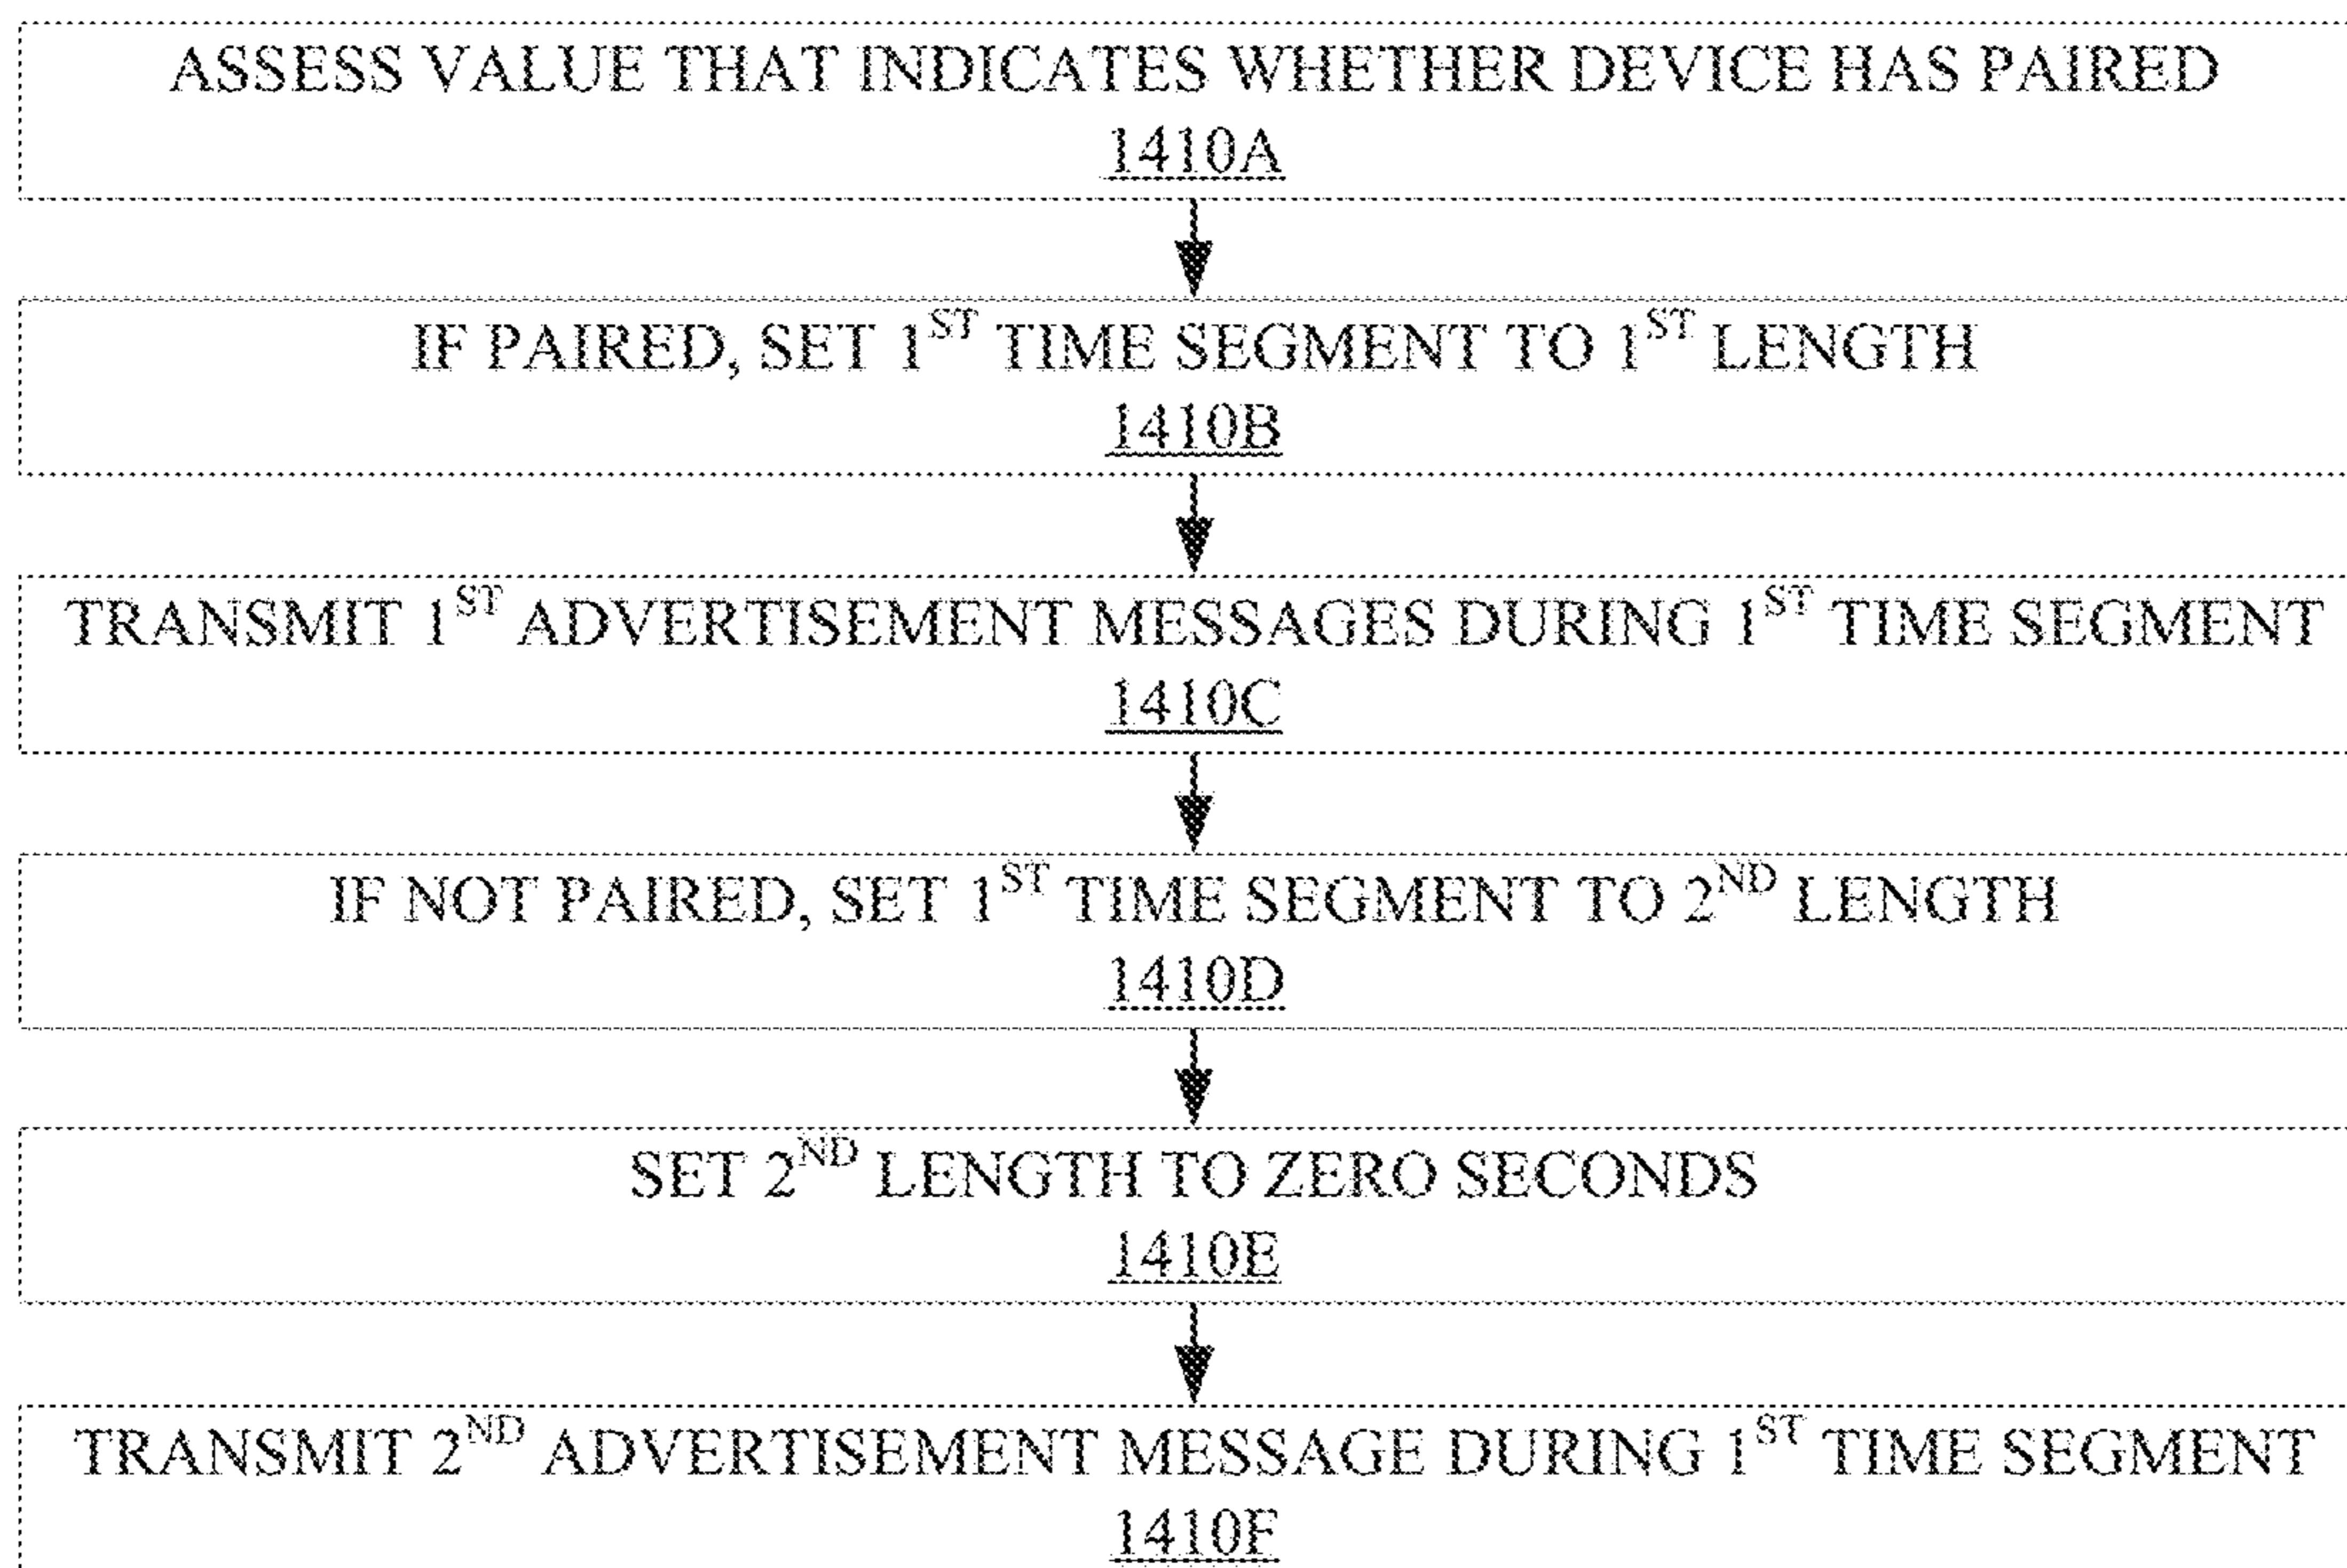 ASSESS VALUE THAT INDICATES WHETHER DEVICE HAS PAIRED
1410A
IF PAIRED, SET 1ST TIME SEGMENT TO 1ST LENGTH
1410B
TRANSMIT 1ST ADVERTISEMENT MESSAGES DURING 1ST TIME SEGMENT
1410C
IF NOT PAIRED, SET 1ST TIME SEGMENT TO 2ND LENGTH
1410D
SET 2ND LENGTH TO ZERO SECONDS
1410E
TRANSMIT 2ND ADVERTISEMENT MESSAGE DURING 1ST TIME SEGMENT
1410F